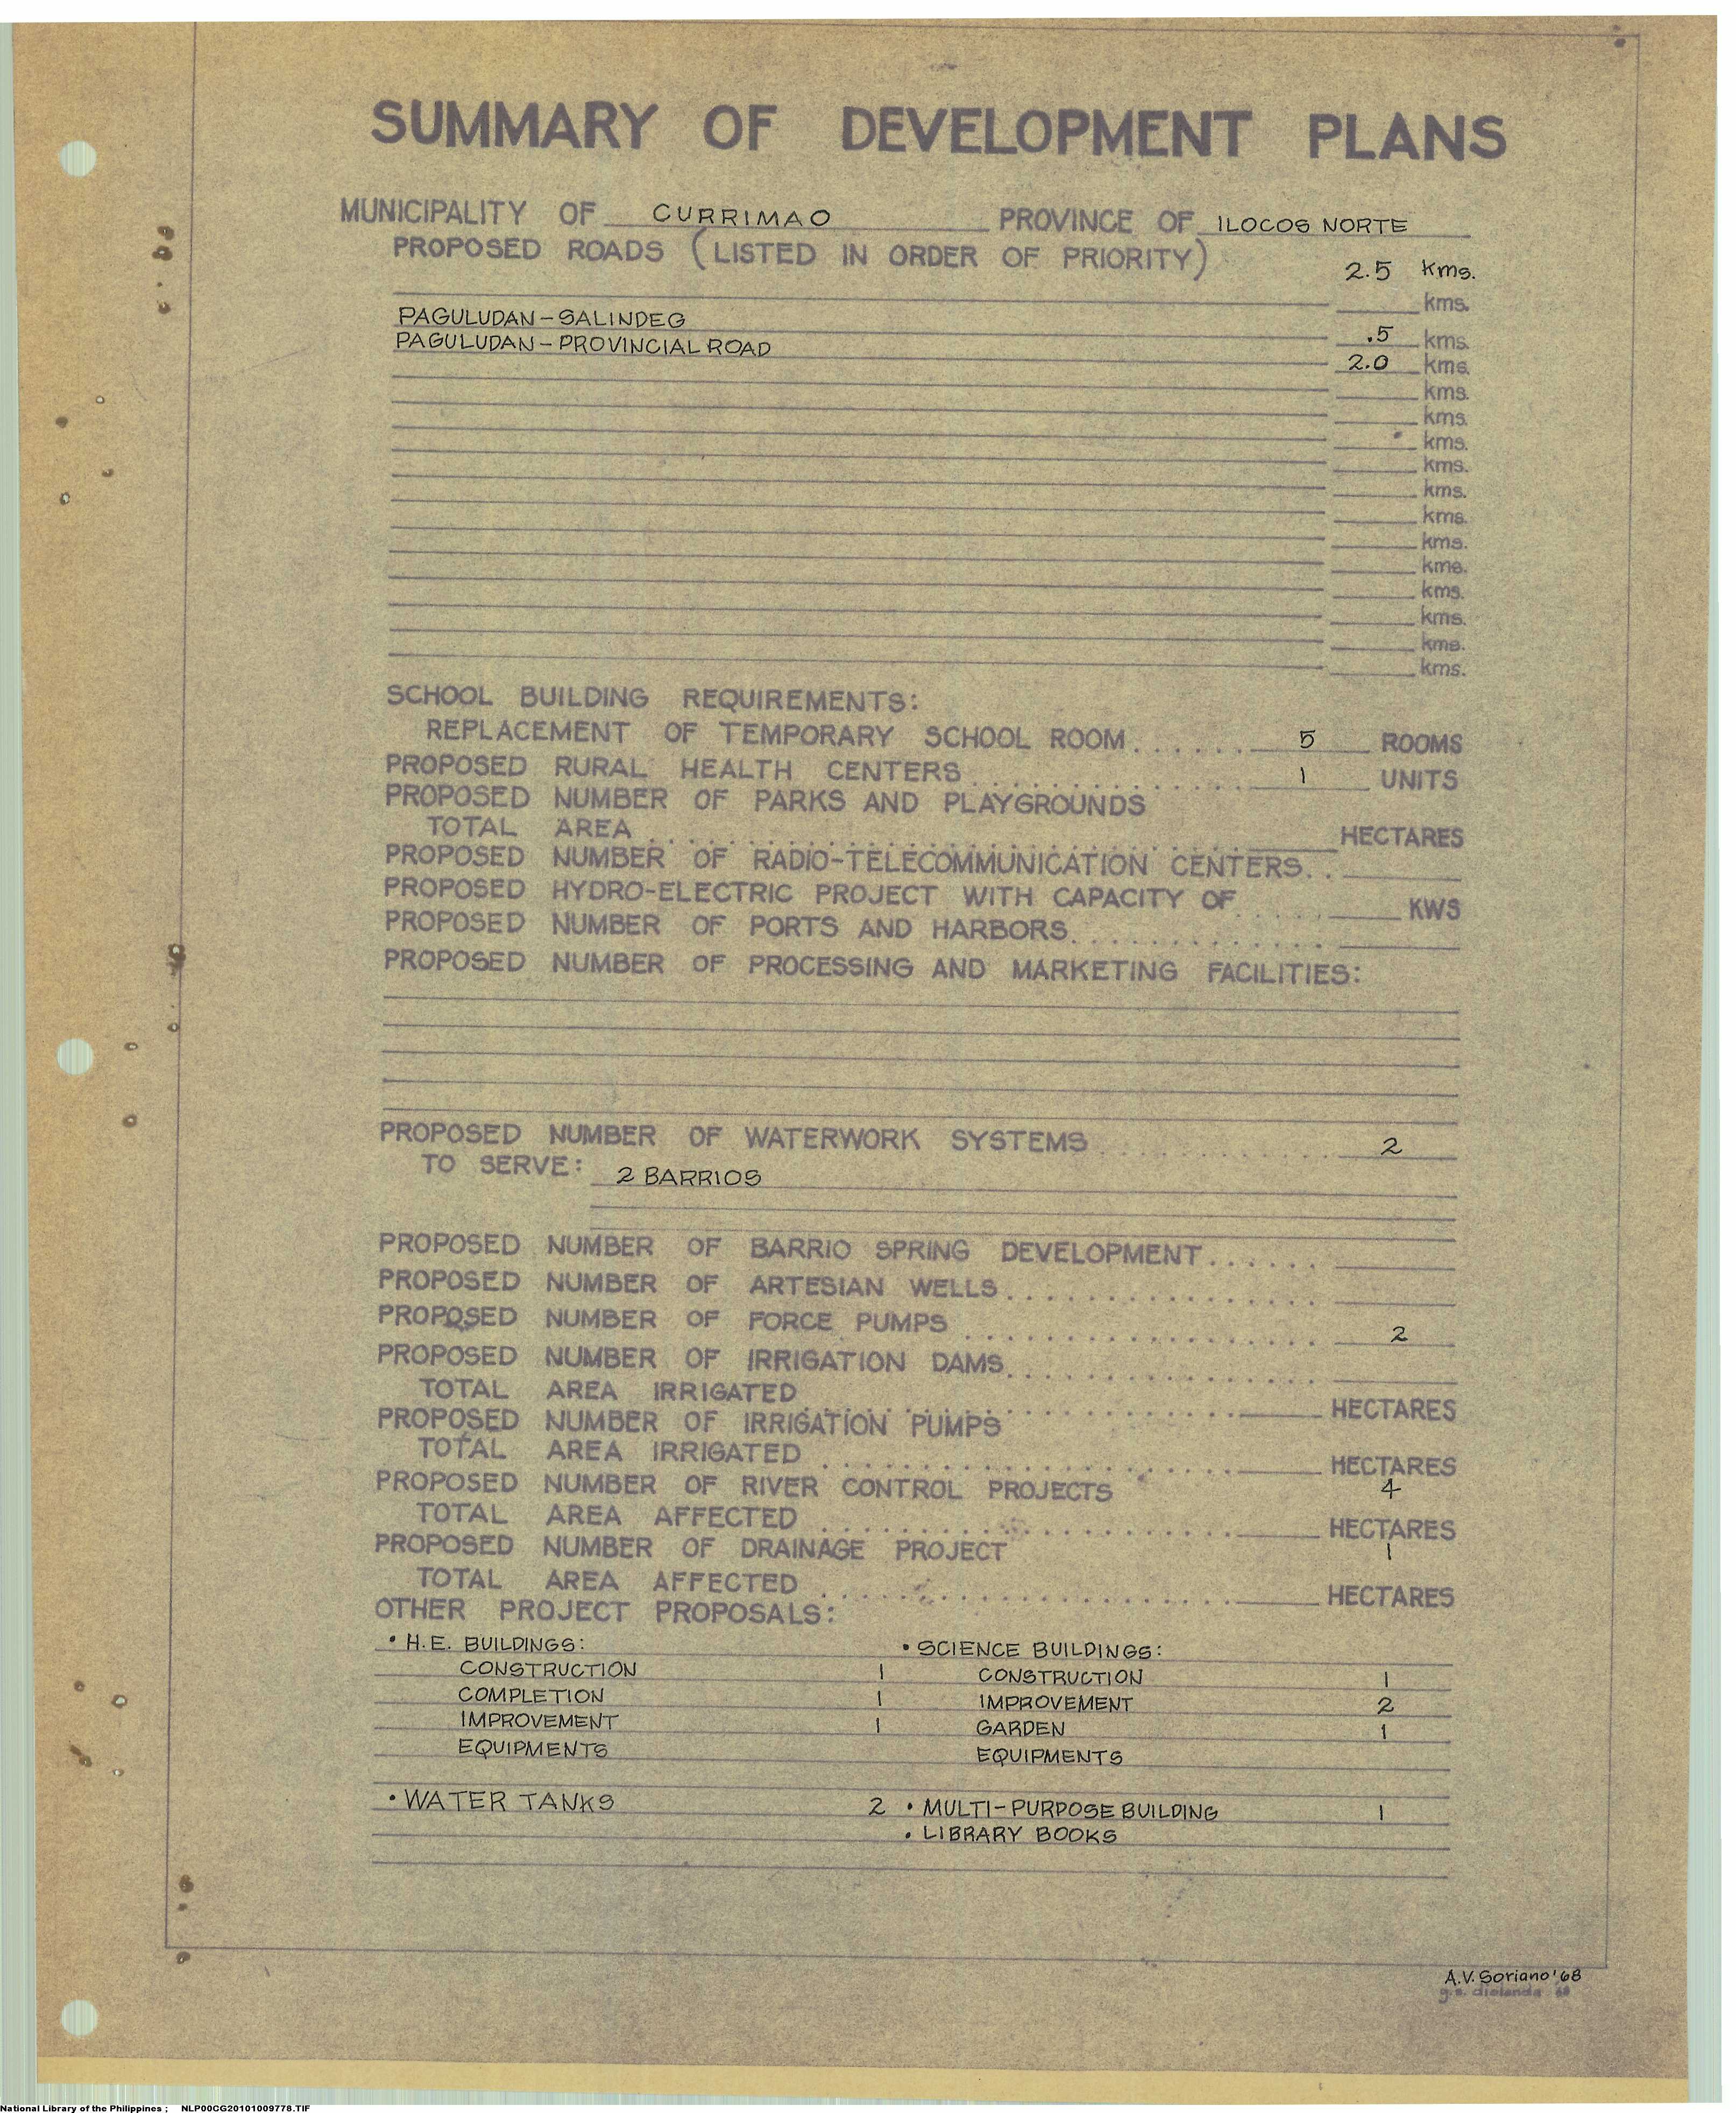 SUMMARY OF DEVELOPMENT PLANS
MUNICIPALITY OF CURRIMAO PROVINCE OF ILOCOS NORTE
PROPOSED ROADS (LISTED IN ORDER OF PRIORITY)
2.5 kms.
kms.
PAGULUDAN-SALINDEG .5 kms.
PAGULUDAN-PROVINCIAL ROAD 2.0 kms.
kms.
kms.
kms.
kms.
kms.
kms.
kms.
kms.
kms.
kms.
kms.
kms.
SCHOOL BUILDING REQUIREMENTS:
REPLACEMENT OF TEMPORARY SCHOOL ROOM...... 5 ROOMS
PROPOSED RURAL HEALTH CENTERS............... 1 UNITS
PROPOSED NUMBER OF PARKS AND PLAYGROUNDS
TOTAL AREA............... HECTARES
PROPOSED NUMBER OF RADIO-TELECOMMUNICATION CENTERS..
PROPOSED HYDRO-ELECTRIC PROJECT WITH CAPACITY OF..... KWS
PROPOSED NUMBER OF PORTS AND HARBORS............
PROPOSED NUMBER OF PROCESSING AND MARKETING FACILITIES:
PROPOSED NUMBER OF WATERWORK SYSTEMS............ 2
TO SERVE: 2 BARRIOS
PROPOSED NUMBER OF BARRIO SPRING DEVELOPMENT......
PROPOSED NUMBER OF ARTESIAN WELLS...............
PROPOSED NUMBER OF FORCE PUMPS.................. 2
PROPOSED NUMBER OF IRRIGATION DAMS...............
TOTAL AREA IRRIGATED................. HECTARES
PROPOSED NUMBER OF IRRIGATION PUMPS
TOTAL AREA IRRIGATED................. HECTARES
PROPOSED NUMBER OF RIVER CONTROL PROJECTS 4
TOTAL AREA AFFECTED................. HECTARES
PROPOSED NUMBER OF DRAINAGE PROJECT 1
TOTAL AREA AFFECTED................. HECTARES
OTHER PROJECT PROPOSALS:
• H.E. BUILDINGS: • SCIENCE BUILDINGS:
CONSTRUCTION 1 CONSTRUCTION 1
COMPLETION 1 IMPROVEMENT 2
IMPROVEMENT 1 GARDEN 1
EQUIPMENTS EQUIPMENTS
• WATER TANKS 2 • MULTI-PURPOSE BUILDING 1
• LIBRARY BOOKS
A.V. Soriano '68
National Library of the Philippines ; NLP00CG20101009778.TIF